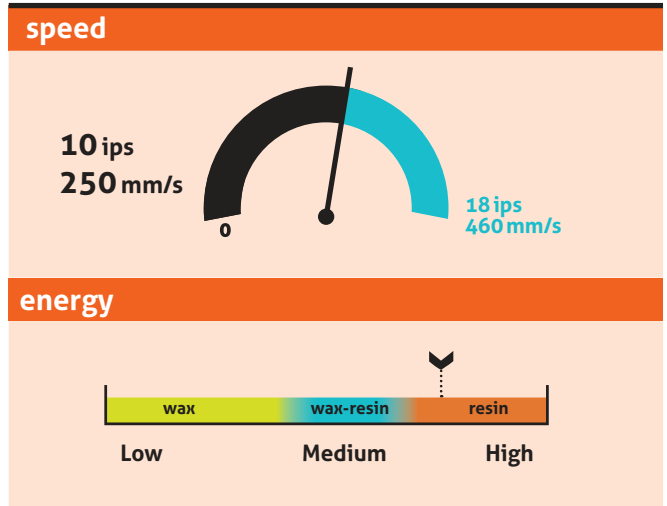 speed
10 ips
250 mm/s
0
18 ips
460 mm/s
energy
wax wax-resin resin
Low Medium High